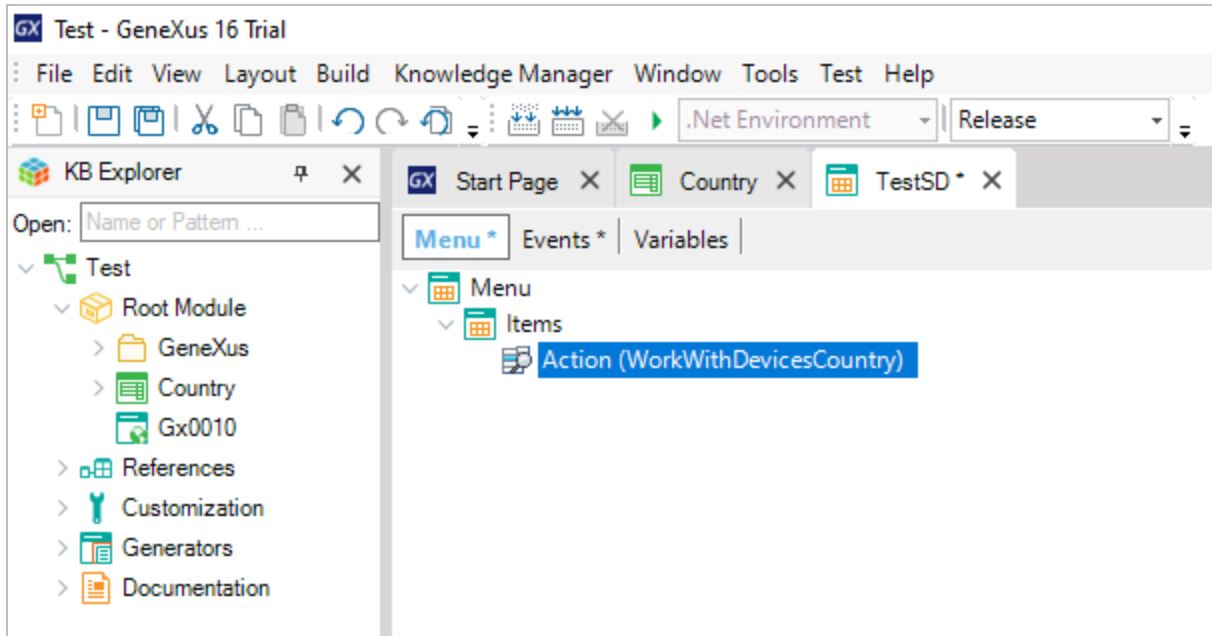 GX Test - GeneXus 16 Trial
File Edit View Layout Build Knowledge Manager Window Tools Test Help
.Net Environment Release
KB Explorer
GX Start Page Country TestSD *
Open: Name or Pattern ...
Menu * Events * Variables
Test
Menu
Root Module
Items
GeneXus
Action (WorkWithDevicesCountry)
Country
Gx0010
References
Customization
Generators
Documentation